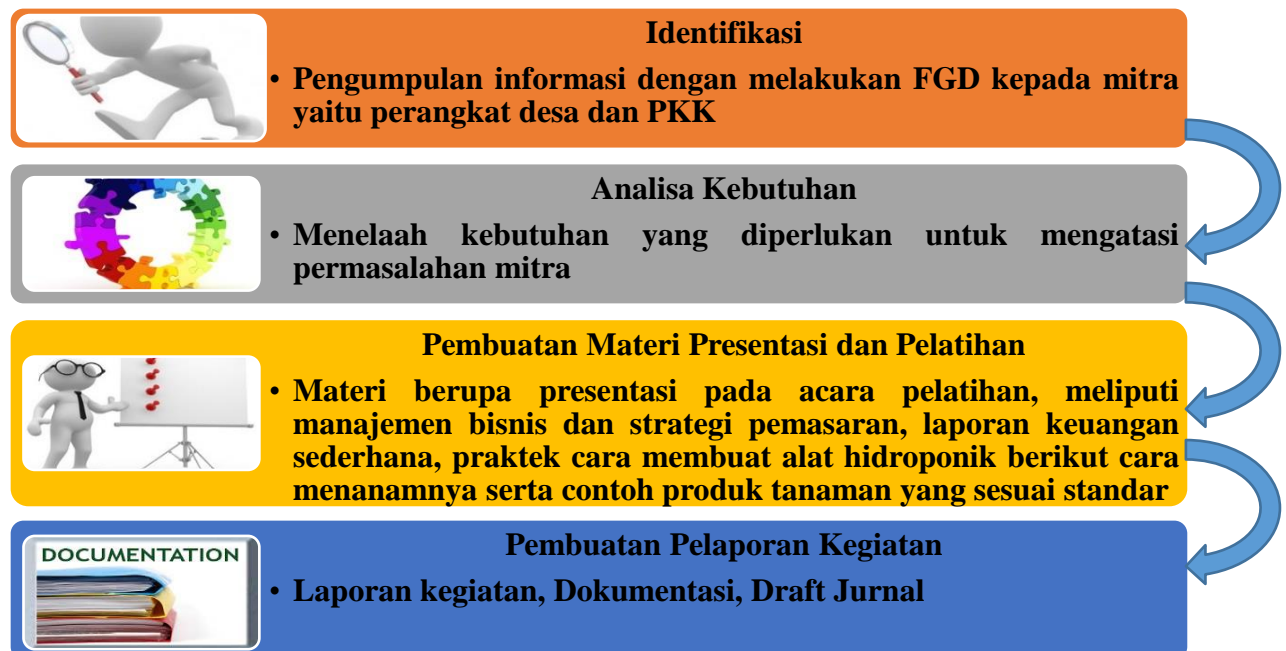 Identifikasi
• Pengumpulan informasi dengan melakukan FGD kepada mitra
yaitu perangkat desa dan PKK
Analisa Kebutuhan
• Menelaah kebutuhan yang diperlukan untuk mengatasi
permasalahan mitra
Pembuatan Materi Presentasi dan Pelatihan
• Materi berupa presentasi pada acara pelatihan, meliputi
manajemen bisnis dan strategi pemasaran, laporan keuangan
sederhana, praktek cara membuat alat hidroponik berikut cara
menanamnya serta contoh produk tanaman yang sesuai standar
DOCUMENTATION
Pembuatan Pelaporan Kegiatan
• Laporan kegiatan, Dokumentasi, Draft Jurnal